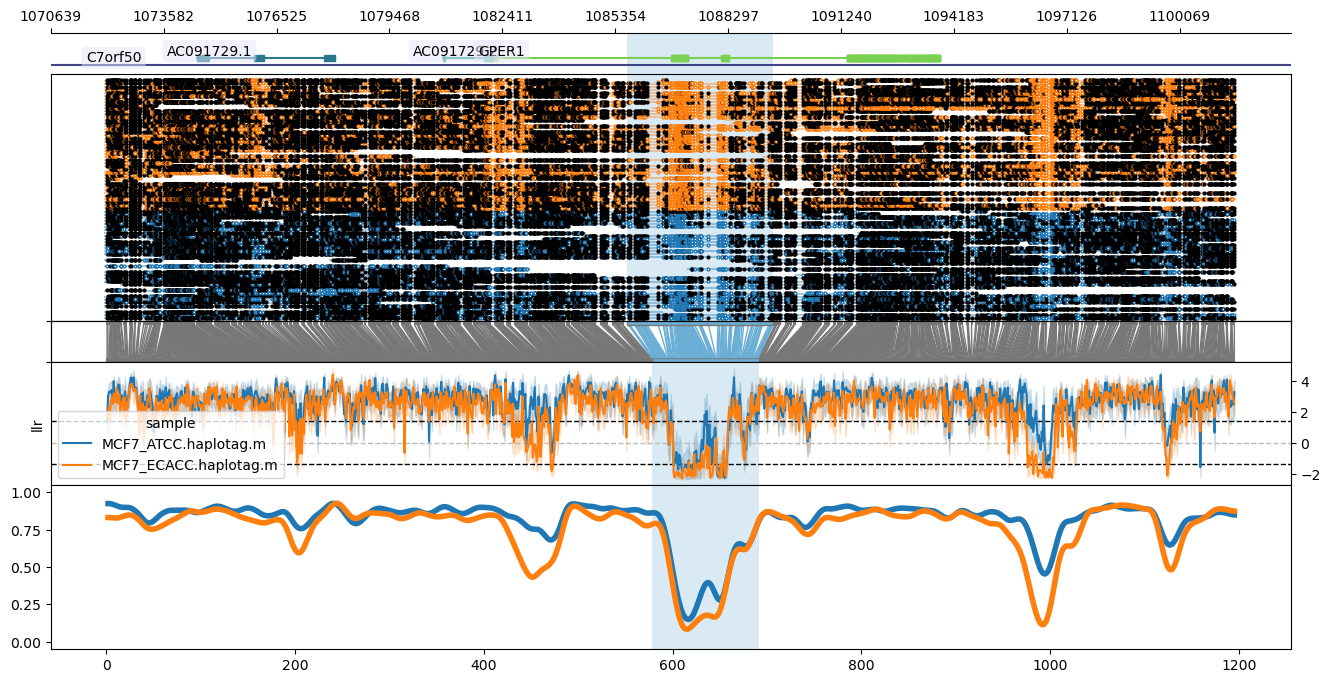 1070639 1073582 1076525 1079468 1082411 1085354 1088297 1091240 1094183 1097126 1100069
C7orf50 AC091729.1 AC09172 GPER1
llr
sample
MCF7_ATCC.haplotag.m
MCF7_ECACC.haplotag.m
4
2
0
−2
1.00
0.75
0.50
0.25
0.00
0 200 400 600 800 1000 1200